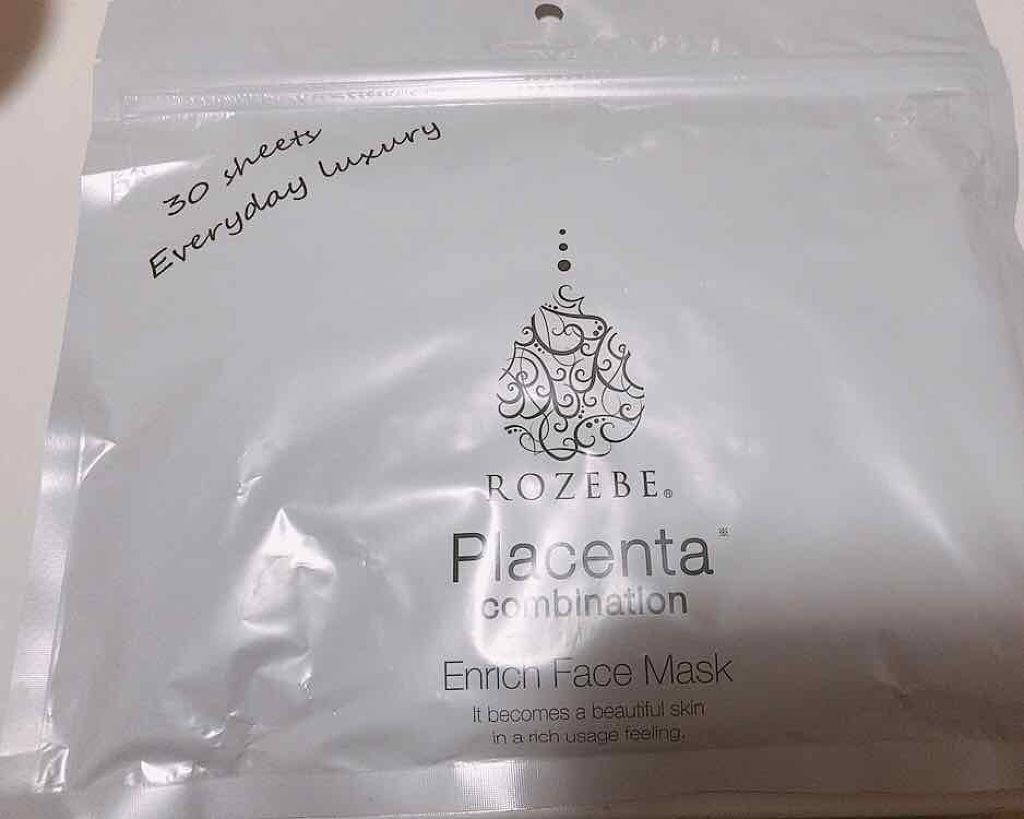 30 sheets
Everyday luxury
ROZEBE®
Placenta※
combination
Enrich Face Mask
It becomes a beautiful skin
in a rich usage feeling.